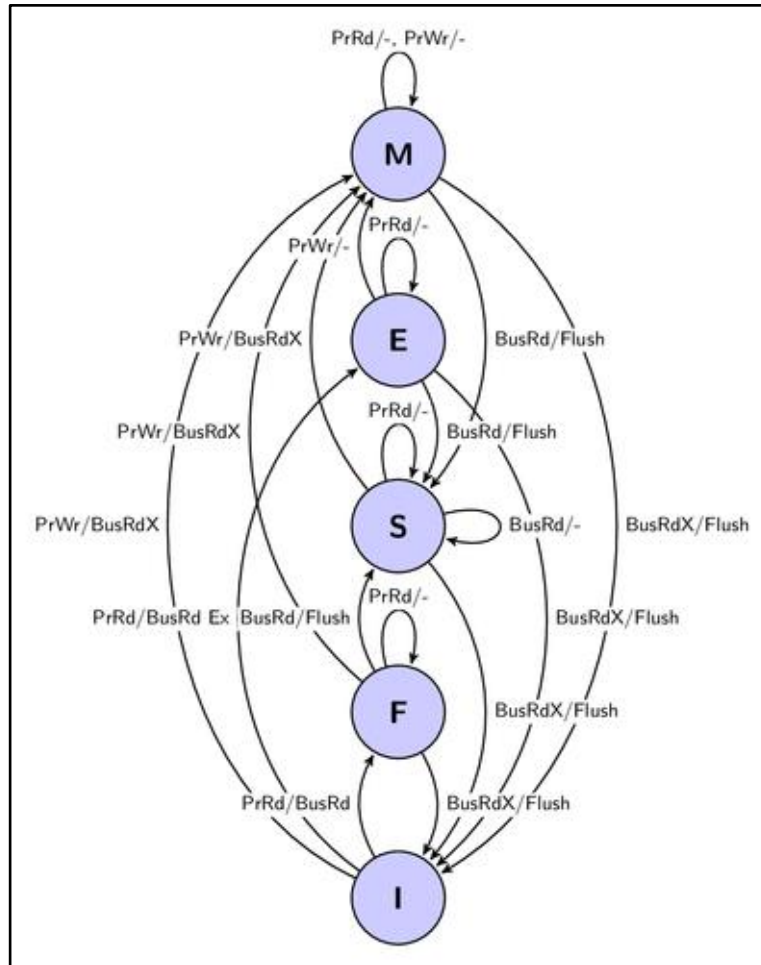 PrRd/-, PrWr/-
M
PrRd/-
PrWr/-
E
PrWr/BusRdX
BusRd/Flush
PrRd/-
PrWr/BusRdX
BusRd/Flush
S
PrWr/BusRdX
BusRd/-
BusRdX/Flush
PrRd/-
PrRd/BusRd Ex
BusRd/Flush
BusRdX/Flush
F
BusRdX/Flush
PrRd/BusRd
BusRdX/Flush
I